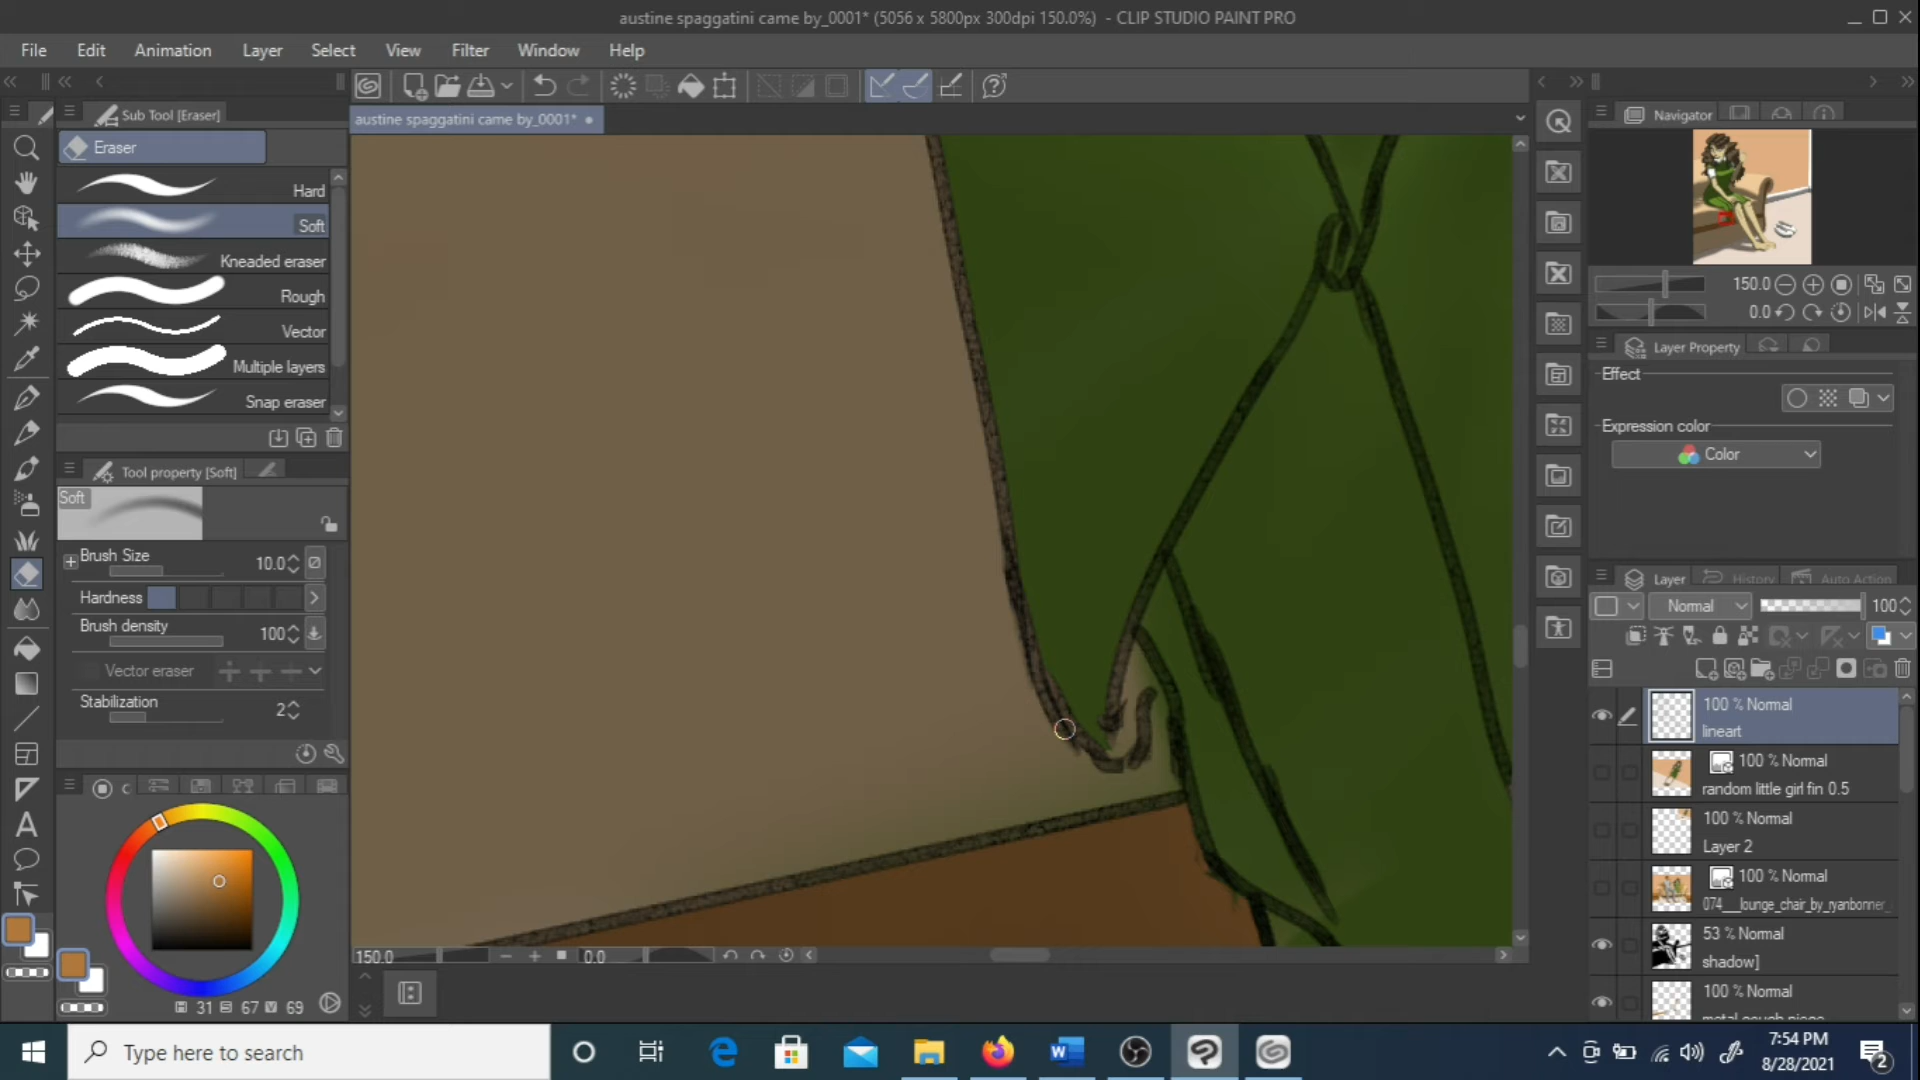 austine spaggatini came by_0001* (5056 x 5800px 300dpi 150.0%) - CLIP STUDIO PAINT PRO
File Edit Animation Layer Select View Filter Window Help
Sub Tool [Eraser]
Eraser
Hard
Soft
Kneaded eraser
Rough
Vector
Multiple layers
Snap eraser
Tool property [Soft]
Soft
Brush Size 10.0
Hardness
Brush density 100
Vector eraser
Stabilization 2
C
H 31 S 67 V 69
austine spaggatini came by_0001*
150.0 0.0
Navigator
150.0
0.0
Layer Property
Effect
Expression color
Color
Layer History Auto Action
Normal 100
100 % Normal
lineart
100 % Normal
random little girl fin 0.5
100 % Normal
Layer 2
100 % Normal
074___lounge_chair_by_ryanbonner_
53 % Normal
shadow]
100 % Normal
metal couch piece
Type here to search
7:54 PM
8/28/2021
2